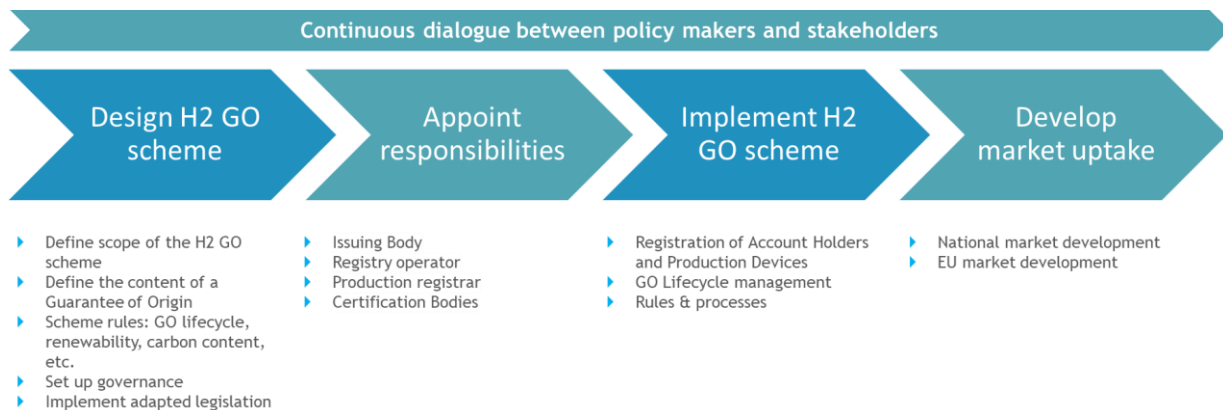 Continuous dialogue between policy makers and stakeholders
Design H2 GO
scheme
Appoint
responsibilities
Implement H2
GO scheme
Develop
market uptake
Define scope of the H2 GO
scheme
Define the content of a
Guarantee of Origin
Scheme rules: GO lifecycle,
renewability, carbon content,
etc.
Set up governance
Implement adapted legislation
Issuing Body
Registry operator
Production registrar
Certification Bodies
Registration of Account Holders
and Production Devices
GO Lifecycle management
Rules & processes
National market development
EU market development